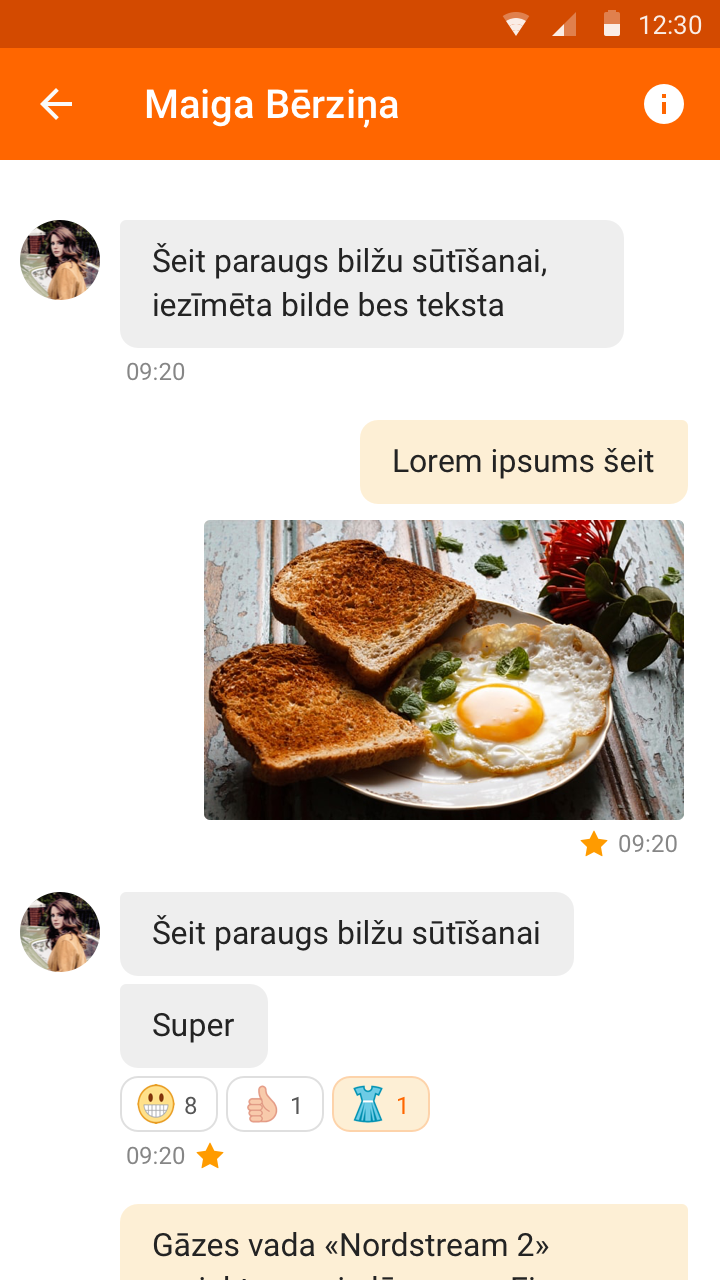 12:30
Maiga Bērziņa
Šeit paraugs bilžu sūtīšanai,
iezīmēta bilde bes teksta
09:20
Lorem ipsums šeit
09:20
Šeit paraugs bilžu sūtīšanai
Super
8 1 1
09:20
Gāzes vada «Nordstream 2»